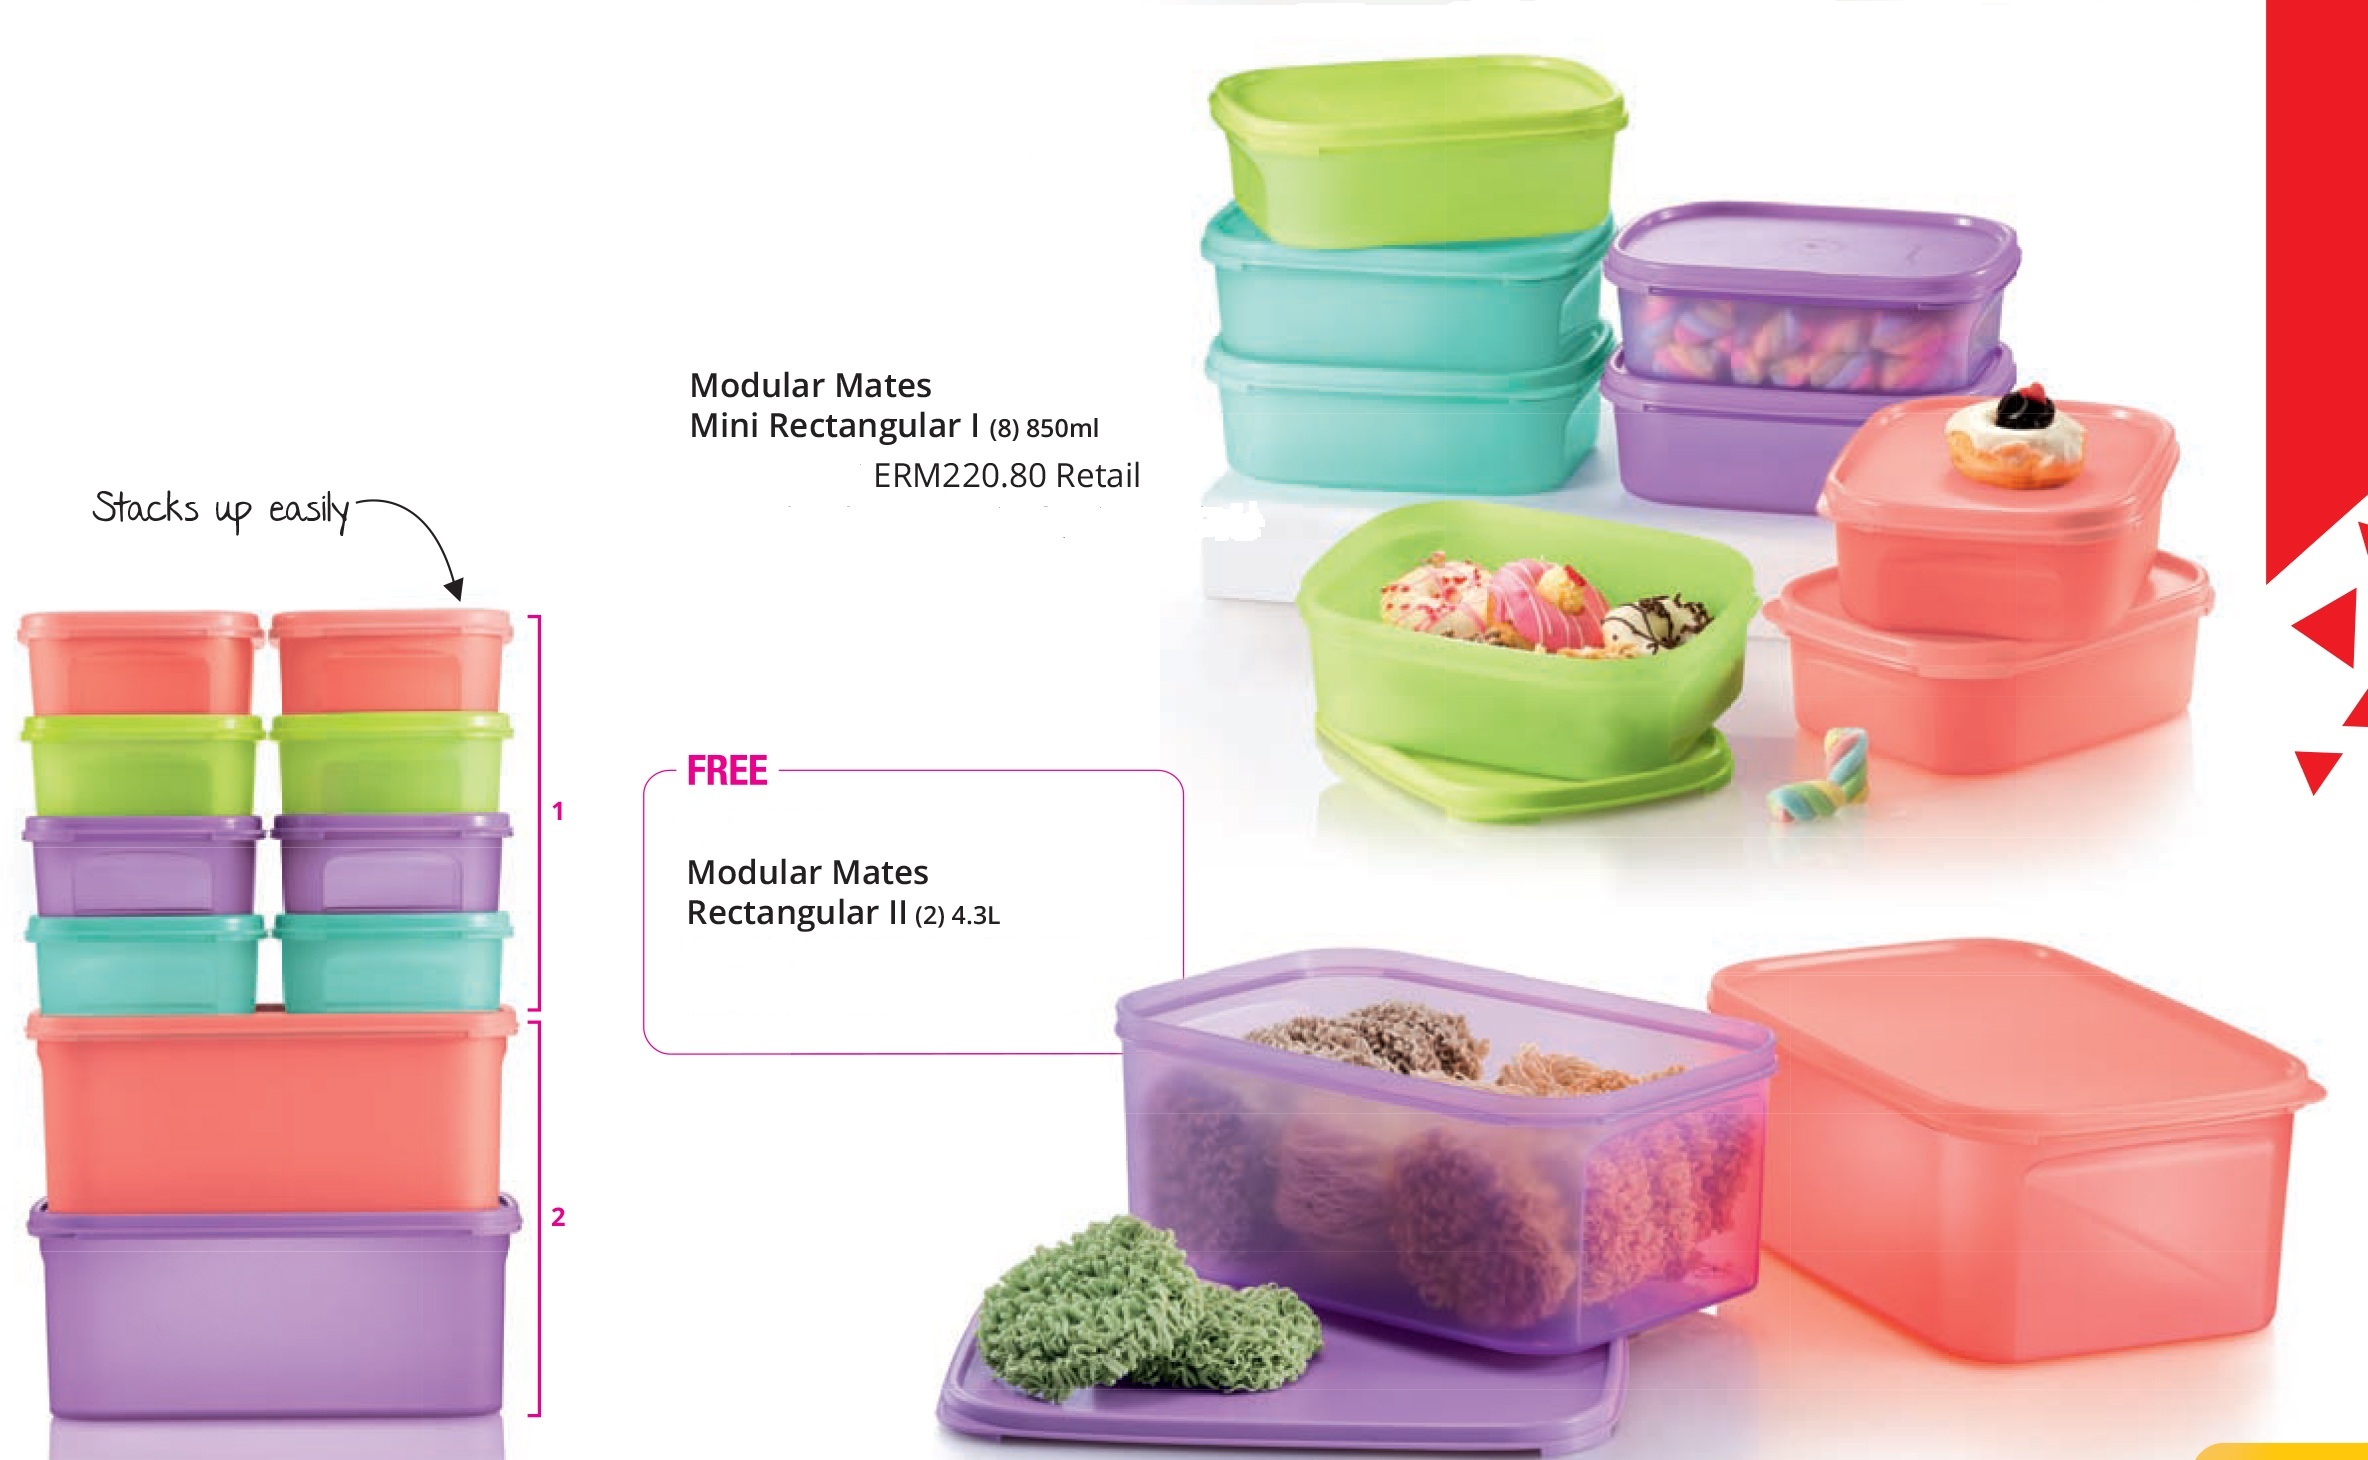 Modular Mates
Mini Rectangular I (8) 850ml
ERM220.80 Retail
Stacks up easily
1
FREE
Modular Mates
Rectangular II (2) 4.3L
2